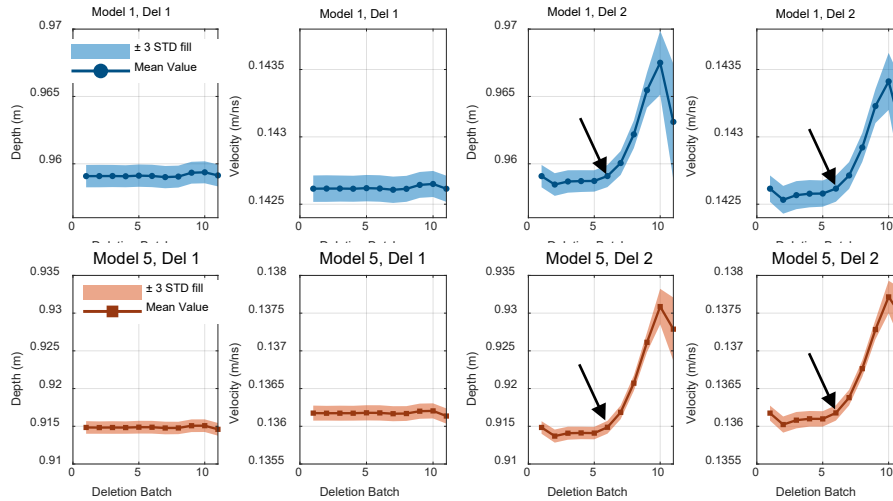 Model 1, Del 1
Model 1, Del 1
Model 1, Del 2
Model 1, Del 2
0.97
0.965
0.96
Depth (m)
± 3 STD fill
Mean Value
0 5 10
Deletion Batch
0.1435
0.143
0.1425
Velocity (m/ns)
0 5 10
Deletion Batch
0.97
0.965
0.96
Depth (m)
0 5 10
Deletion Batch
0.1435
0.143
0.1425
Velocity (m/ns)
0 5 10
Deletion Batch
Model 5, Del 1
Model 5, Del 1
Model 5, Del 2
Model 5, Del 2
0.935
0.93
0.925
0.92
0.915
0.91
Depth (m)
± 3 STD fill
Mean Value
0 5 10
Deletion Batch
0.138
0.1375
0.137
0.1365
0.136
0.1355
Velocity (m/ns)
0 5 10
Deletion Batch
0.935
0.93
0.925
0.92
0.915
0.91
Depth (m)
0 5 10
Deletion Batch
0.138
0.1375
0.137
0.1365
0.136
0.1355
Velocity (m/ns)
0 5 10
Deletion Batch